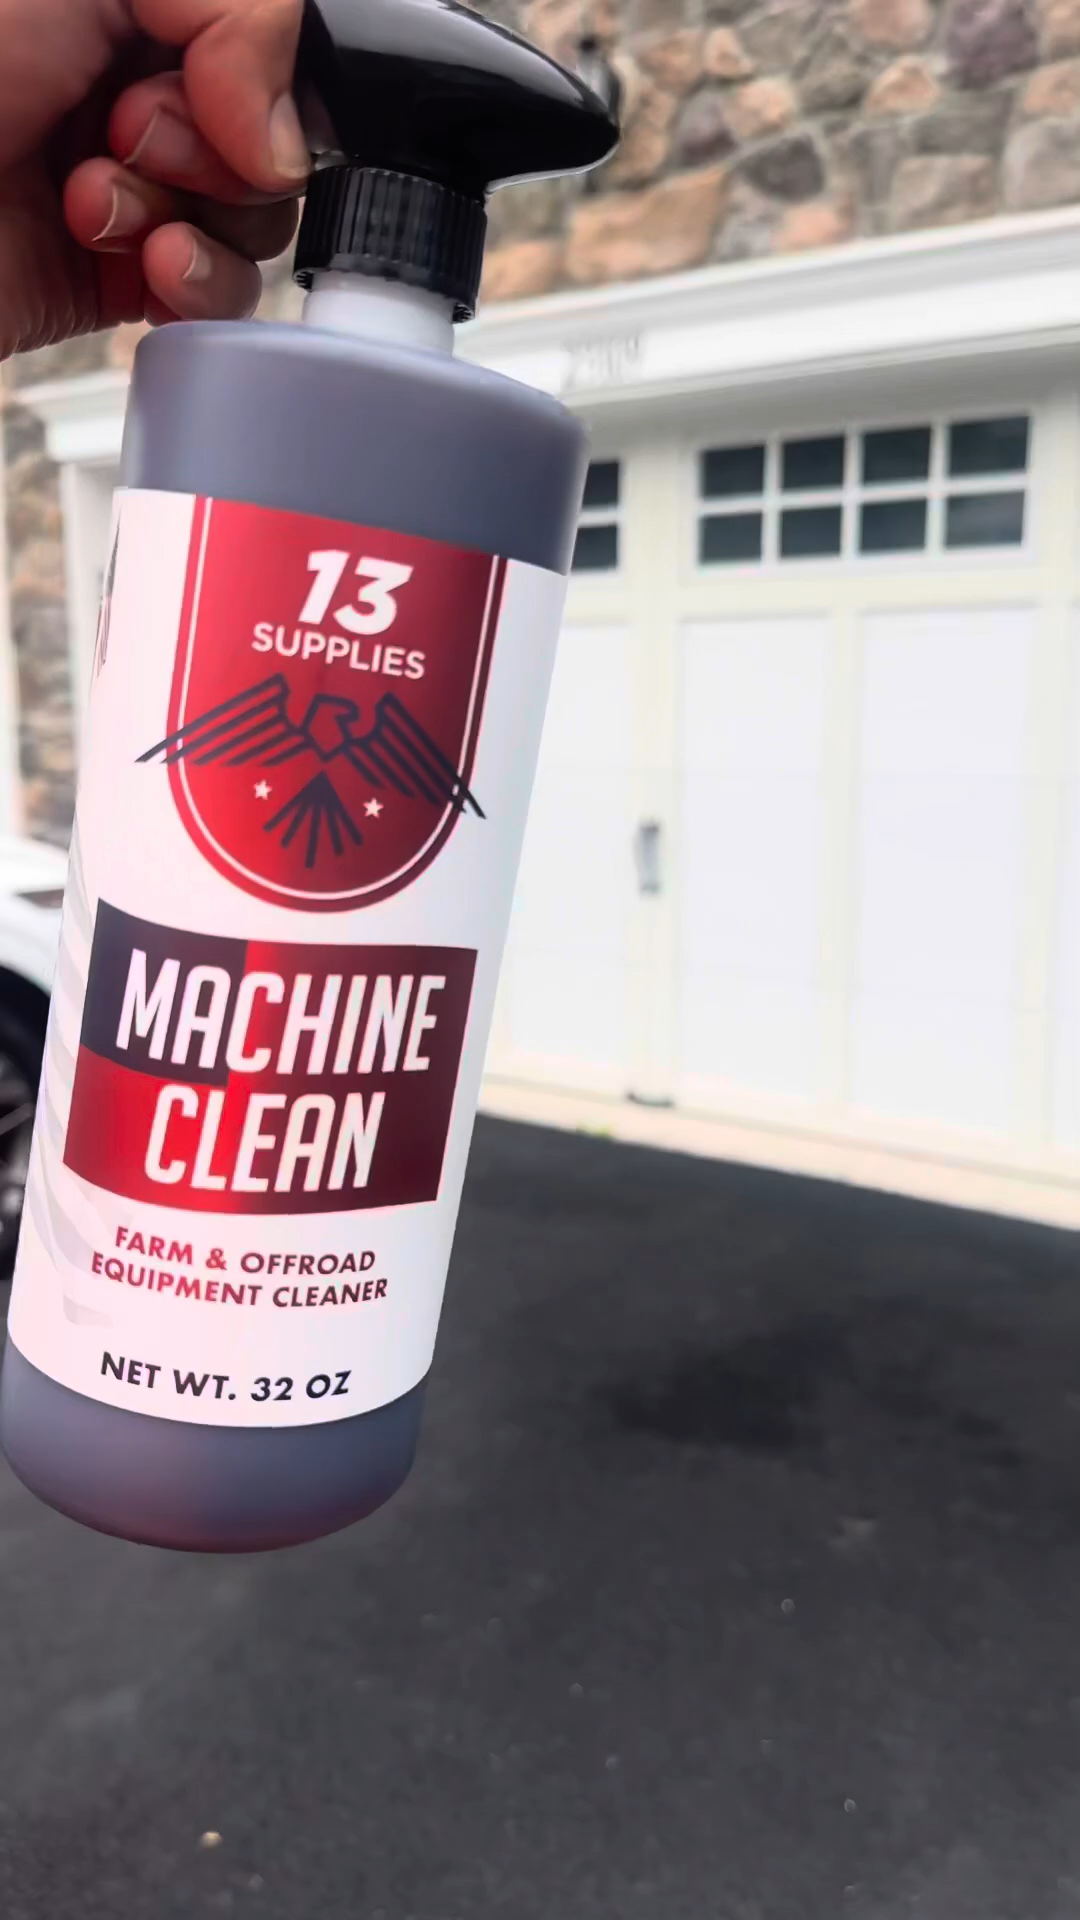 13
SUPPLIES
MACHINE
CLEAN
FARM & OFFROAD
EQUIPMENT CLEANER
NET WT. 32 OZ